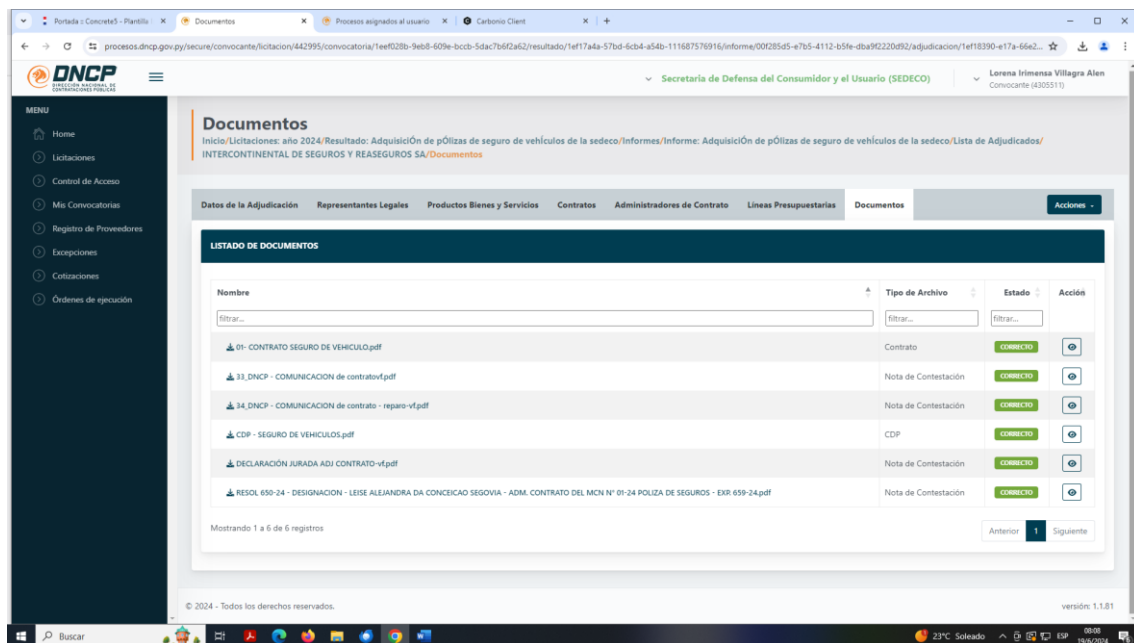 Portada :: Concrete5 - Plantilla
Documentos
Procesos asignados al usuario
Carbonio Client
procesos.dncp.gov.py/secure/convocante/licitacion/442995/convocatoria/1eef028b-9eb8-609e-bccb-5dac7b6f2a62/resultado/1ef17a4a-57bd-6cb4-a54b-111687576916/informe/00f285d5-e7b5-4112-b5fe-dba9f2220d92/adjudicacion/1ef18390-e17a-66e2...
DNCP
DIRECCIÓN NACIONAL DE
CONTRATACIONES PÚBLICAS
Secretaria de Defensa del Consumidor y el Usuario (SEDECO)
Lorena Irimensa Villagra Alen
Convocante (4305511)
MENU
Home
Licitaciones
Control de Acceso
Mis Convocatorias
Registro de Proveedores
Excepciones
Cotizaciones
Órdenes de ejecución
Documentos
Inicio/Licitaciones: año 2024/Resultado: AdquisiciÓn de pÓlizas de seguro de vehÍculos de la sedeco/Informes/Informe: AdquisiciÓn de pÓlizas de seguro de vehÍculos de la sedeco/Lista de Adjudicados/
INTERCONTINENTAL DE SEGUROS Y REASEGUROS SA/Documentos
Datos de la Adjudicación Representantes Legales Productos Bienes y Servicios Contratos Administradores de Contrato Líneas Presupuestarias Documentos Acciones
LISTADO DE DOCUMENTOS
Nombre Tipo de Archivo Estado Acción
filtrar... filtrar... filtrar...
01- CONTRATO SEGURO DE VEHICULO.pdf Contrato CORRECTO
33_DNCP - COMUNICACION de contratovf.pdf Nota de Contestación CORRECTO
34_DNCP - COMUNICACION de contrato - reparo-vf.pdf Nota de Contestación CORRECTO
CDP - SEGURO DE VEHICULOS.pdf CDP CORRECTO
DECLARACIÓN JURADA ADJ CONTRATO-vf.pdf Nota de Contestación CORRECTO
RESOL 650-24 - DESIGNACION - LEISE ALEJANDRA DA CONCEICAO SEGOVIA - ADM. CONTRATO DEL MCN N° 01-24 POLIZA DE SEGUROS - EXP. 659-24.pdf Nota de Contestación CORRECTO
Mostrando 1 a 6 de 6 registros
Anterior 1 Siguiente
© 2024 - Todos los derechos reservados.
versión: 1.1.81
Buscar
23°C Soleado
ESP
08:08
19/6/2024